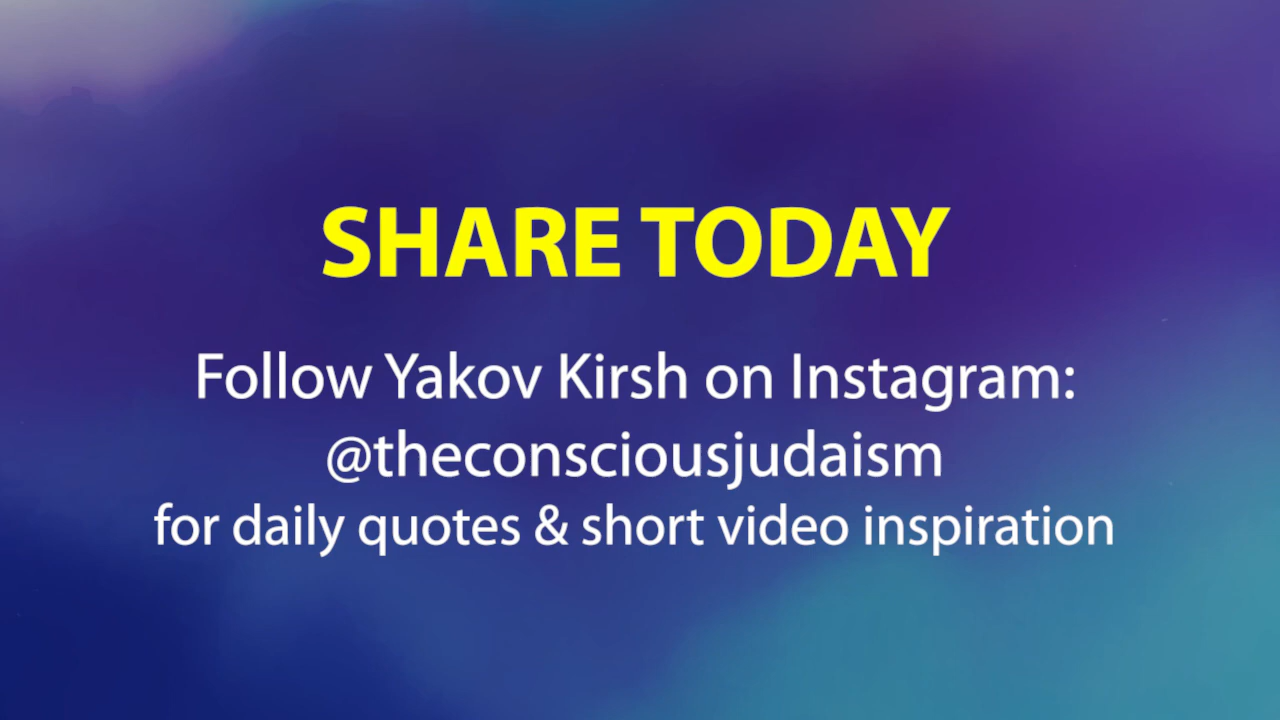 SHARE TODAY
Follow Yakov Kirsh on Instagram:
@theconsciousjudaism
for daily quotes & short video inspiration